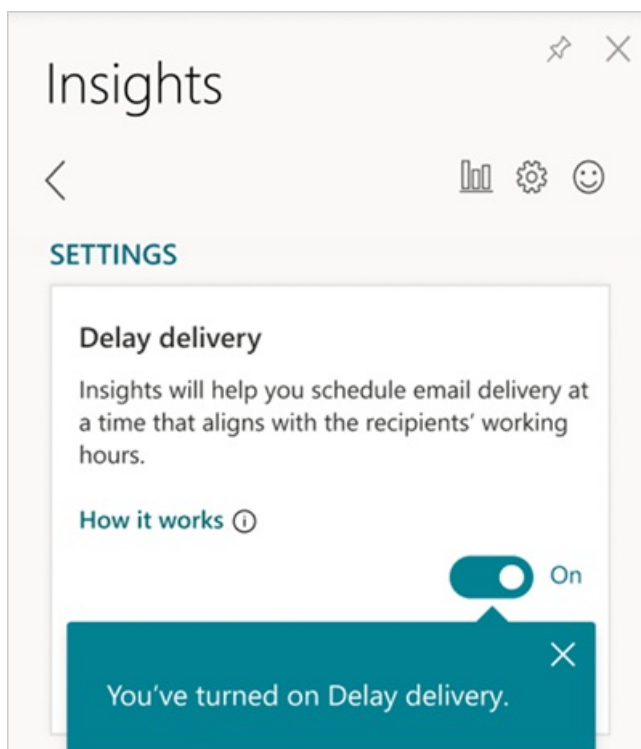 Insights
SETTINGS
Delay delivery
Insights will help you schedule email delivery at
a time that aligns with the recipients’ working
hours.
How it works
On
You’ve turned on Delay delivery.